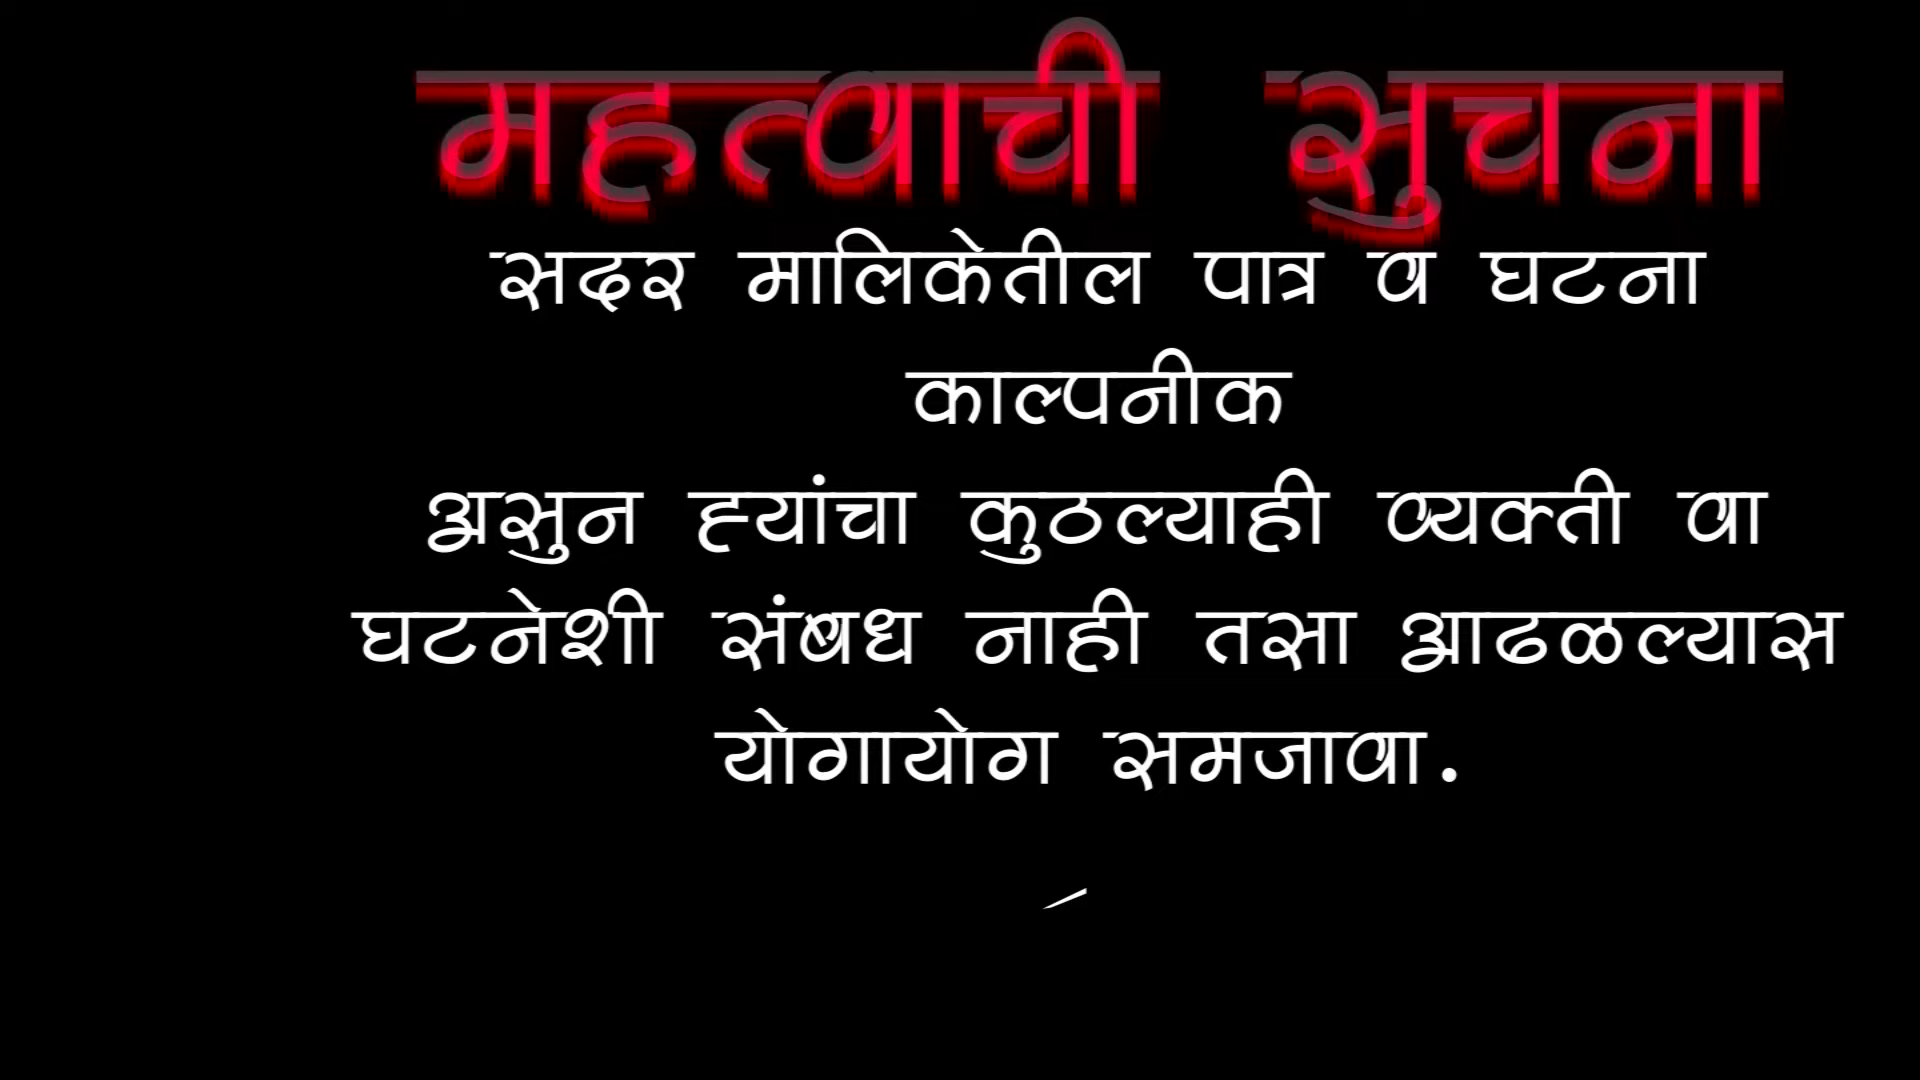 महत्वाची सुचना
सदर मालिकेतील पात्र व घटना
काल्पनीक
असुन ह्यांचा कुठल्याही व्यक्ती वा
घटनेशी संबध नाही तसा आढळल्यास
योगायोग समजावा.